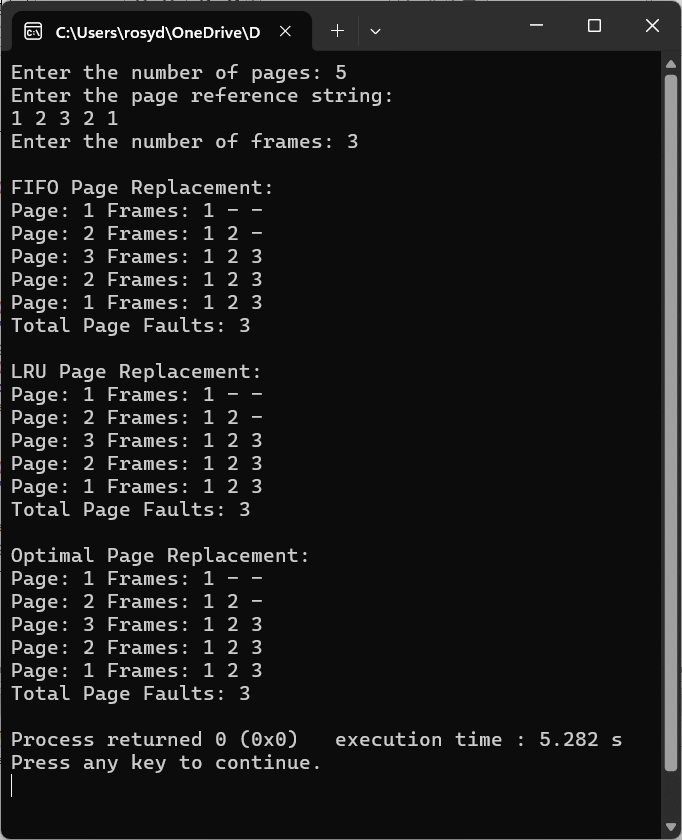 C:\Users\rosyd\OneDrive\D
Enter the number of pages: 5
Enter the page reference string:
1 2 3 2 1
Enter the number of frames: 3
FIFO Page Replacement:
Page: 1 Frames: 1 - -
Page: 2 Frames: 1 2 -
Page: 3 Frames: 1 2 3
Page: 2 Frames: 1 2 3
Page: 1 Frames: 1 2 3
Total Page Faults: 3
LRU Page Replacement:
Page: 1 Frames: 1 - -
Page: 2 Frames: 1 2 -
Page: 3 Frames: 1 2 3
Page: 2 Frames: 1 2 3
Page: 1 Frames: 1 2 3
Total Page Faults: 3
Optimal Page Replacement:
Page: 1 Frames: 1 - -
Page: 2 Frames: 1 2 -
Page: 3 Frames: 1 2 3
Page: 2 Frames: 1 2 3
Page: 1 Frames: 1 2 3
Total Page Faults: 3
Process returned 0 (0x0)   execution time : 5.282 s
Press any key to continue.